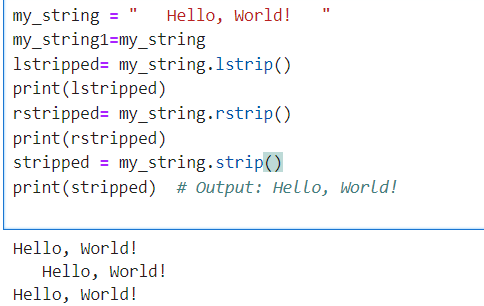 my_string = "   Hello, World!   "
my_string1=my_string
lstripped= my_string.lstrip()
print(lstripped)
rstripped= my_string.rstrip()
print(rstripped)
stripped = my_string.strip()
print(stripped)  # Output: Hello, World!
Hello, World!
   Hello, World!
Hello, World!